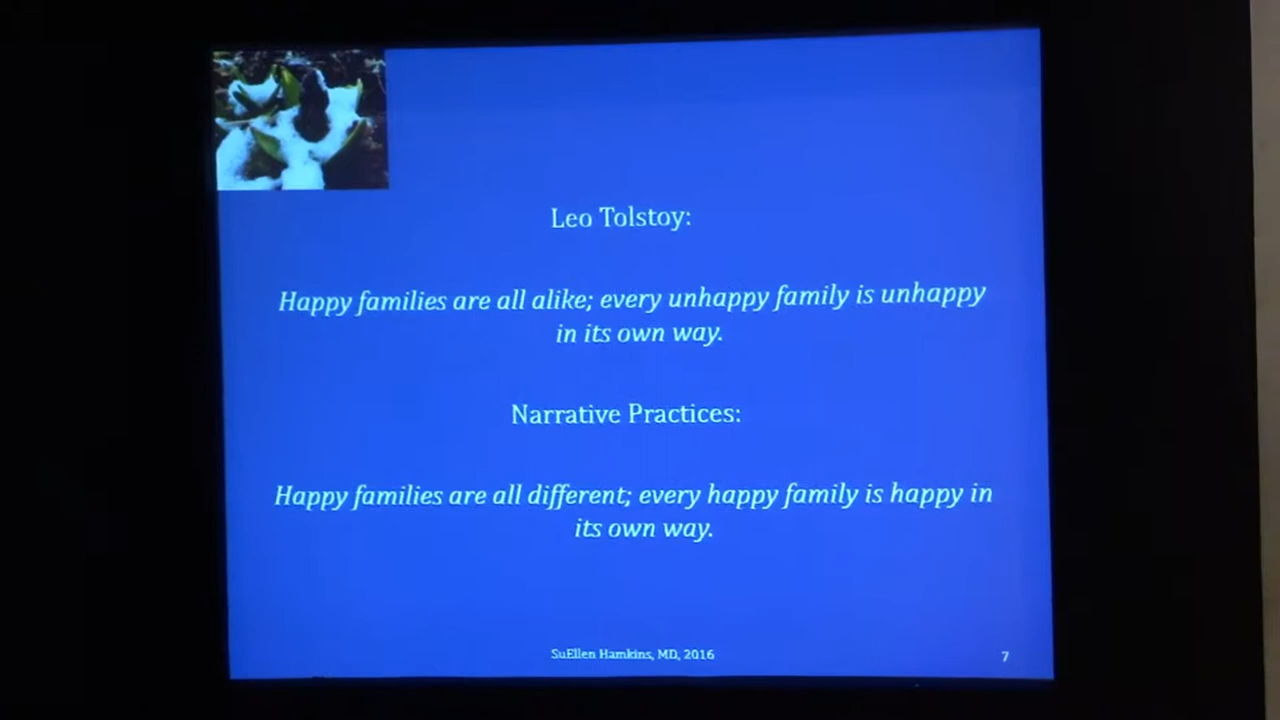 Leo Tolstoy:
Happy families are all alike; every unhappy family is unhappy
in its own way.
Narrative Practices:
Happy families are all different; every happy family is happy in
its own way.
SuEllen Hamkins, MD, 2016
7